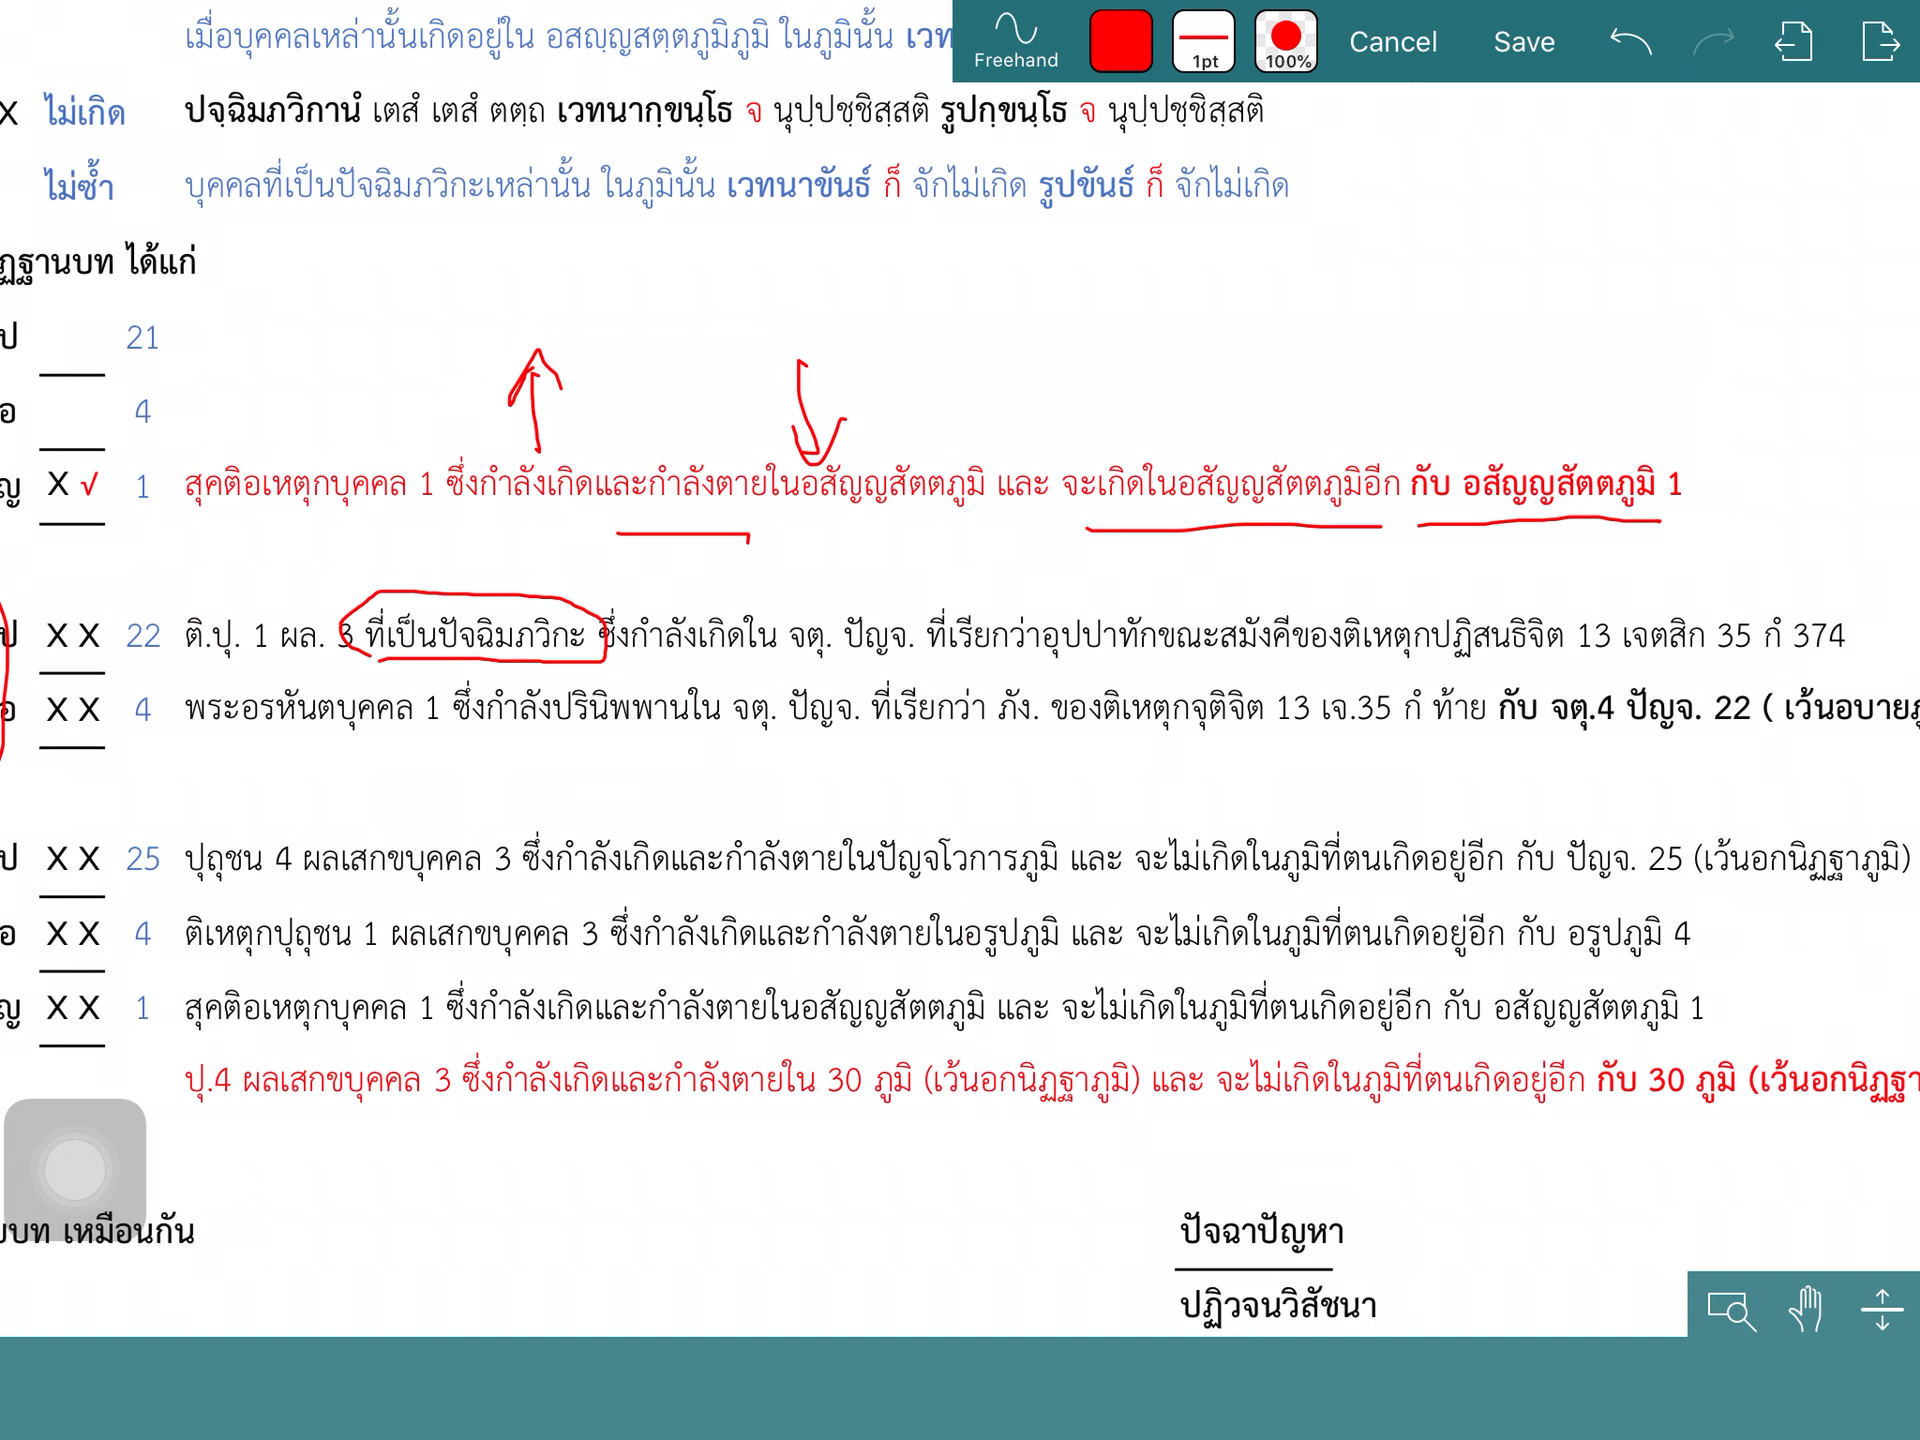 เมื่อบุคคลเหล่านั้นเกิดอยู่ใน อสญฺญสตฺตภูมิภูมิ ในภูมินั้น เวท
Freehand 1pt 100% Cancel Save
X ไม่เกิด ปจฺฉิมภวิกานํ เตสํ เตสํ ตตฺถ เวทนากฺขนฺโธ จ นุปฺปชฺชิสฺสติ รูปกฺขนฺโธ จ นุปฺปชฺชิสฺสติ
ไม่ซ้ำ บุคคลที่เป็นปัจฉิมภวิกะเหล่านั้น ในภูมินั้น เวทนาขันธ์ ก็ จักไม่เกิด รูปขันธ์ ก็ จักไม่เกิด
ฏฐานบท ได้แก่
ป 21
อ 4
ญ X √ 1 สุคติอเหตุกบุคคล 1 ซึ่งกำลังเกิดและกำลังตายในอสัญญสัตตภูมิ และ จะเกิดในอสัญญสัตตภูมิอีก กับ อสัญญสัตตภูมิ 1
ป X X 22 ติ.ปุ. 1 ผล. 3 ที่เป็นปัจฉิมภวิกะ ซึ่งกำลังเกิดใน จตุ. ปัญจ. ที่เรียกว่าอุปปาทักขณะสมังคีของติเหตุกปฏิสนธิจิต 13 เจตสิก 35 กํ 374
อ X X 4 พระอรหันตบุคคล 1 ซึ่งกำลังปรินิพพานใน จตุ. ปัญจ. ที่เรียกว่า ภัง. ของติเหตุกจุติจิต 13 เจ.35 กํ ท้าย กับ จตุ.4 ปัญจ. 22 ( เว้นอบายภู
ป X X 25 ปุถุชน 4 ผลเสกขบุคคล 3 ซึ่งกำลังเกิดและกำลังตายในปัญจโวการภูมิ และ จะไม่เกิดในภูมิที่ตนเกิดอยู่อีก กับ ปัญจ. 25 (เว้นอกนิฏฐาภูมิ)
อ X X 4 ติเหตุกปุถุชน 1 ผลเสกขบุคคล 3 ซึ่งกำลังเกิดและกำลังตายในอรูปภูมิ และ จะไม่เกิดในภูมิที่ตนเกิดอยู่อีก กับ อรูปภูมิ 4
ญ X X 1 สุคติอเหตุกบุคคล 1 ซึ่งกำลังเกิดและกำลังตายในอสัญญสัตตภูมิ และ จะไม่เกิดในภูมิที่ตนเกิดอยู่อีก กับ อสัญญสัตตภูมิ 1
ปุ.4 ผลเสกขบุคคล 3 ซึ่งกำลังเกิดและกำลังตายใน 30 ภูมิ (เว้นอกนิฏฐาภูมิ) และ จะไม่เกิดในภูมิที่ตนเกิดอยู่อีก กับ 30 ภูมิ (เว้นอกนิฏฐา
บท เหมือนกัน ปัจฉาปัญหา
ปฏิวจนวิสัชนา